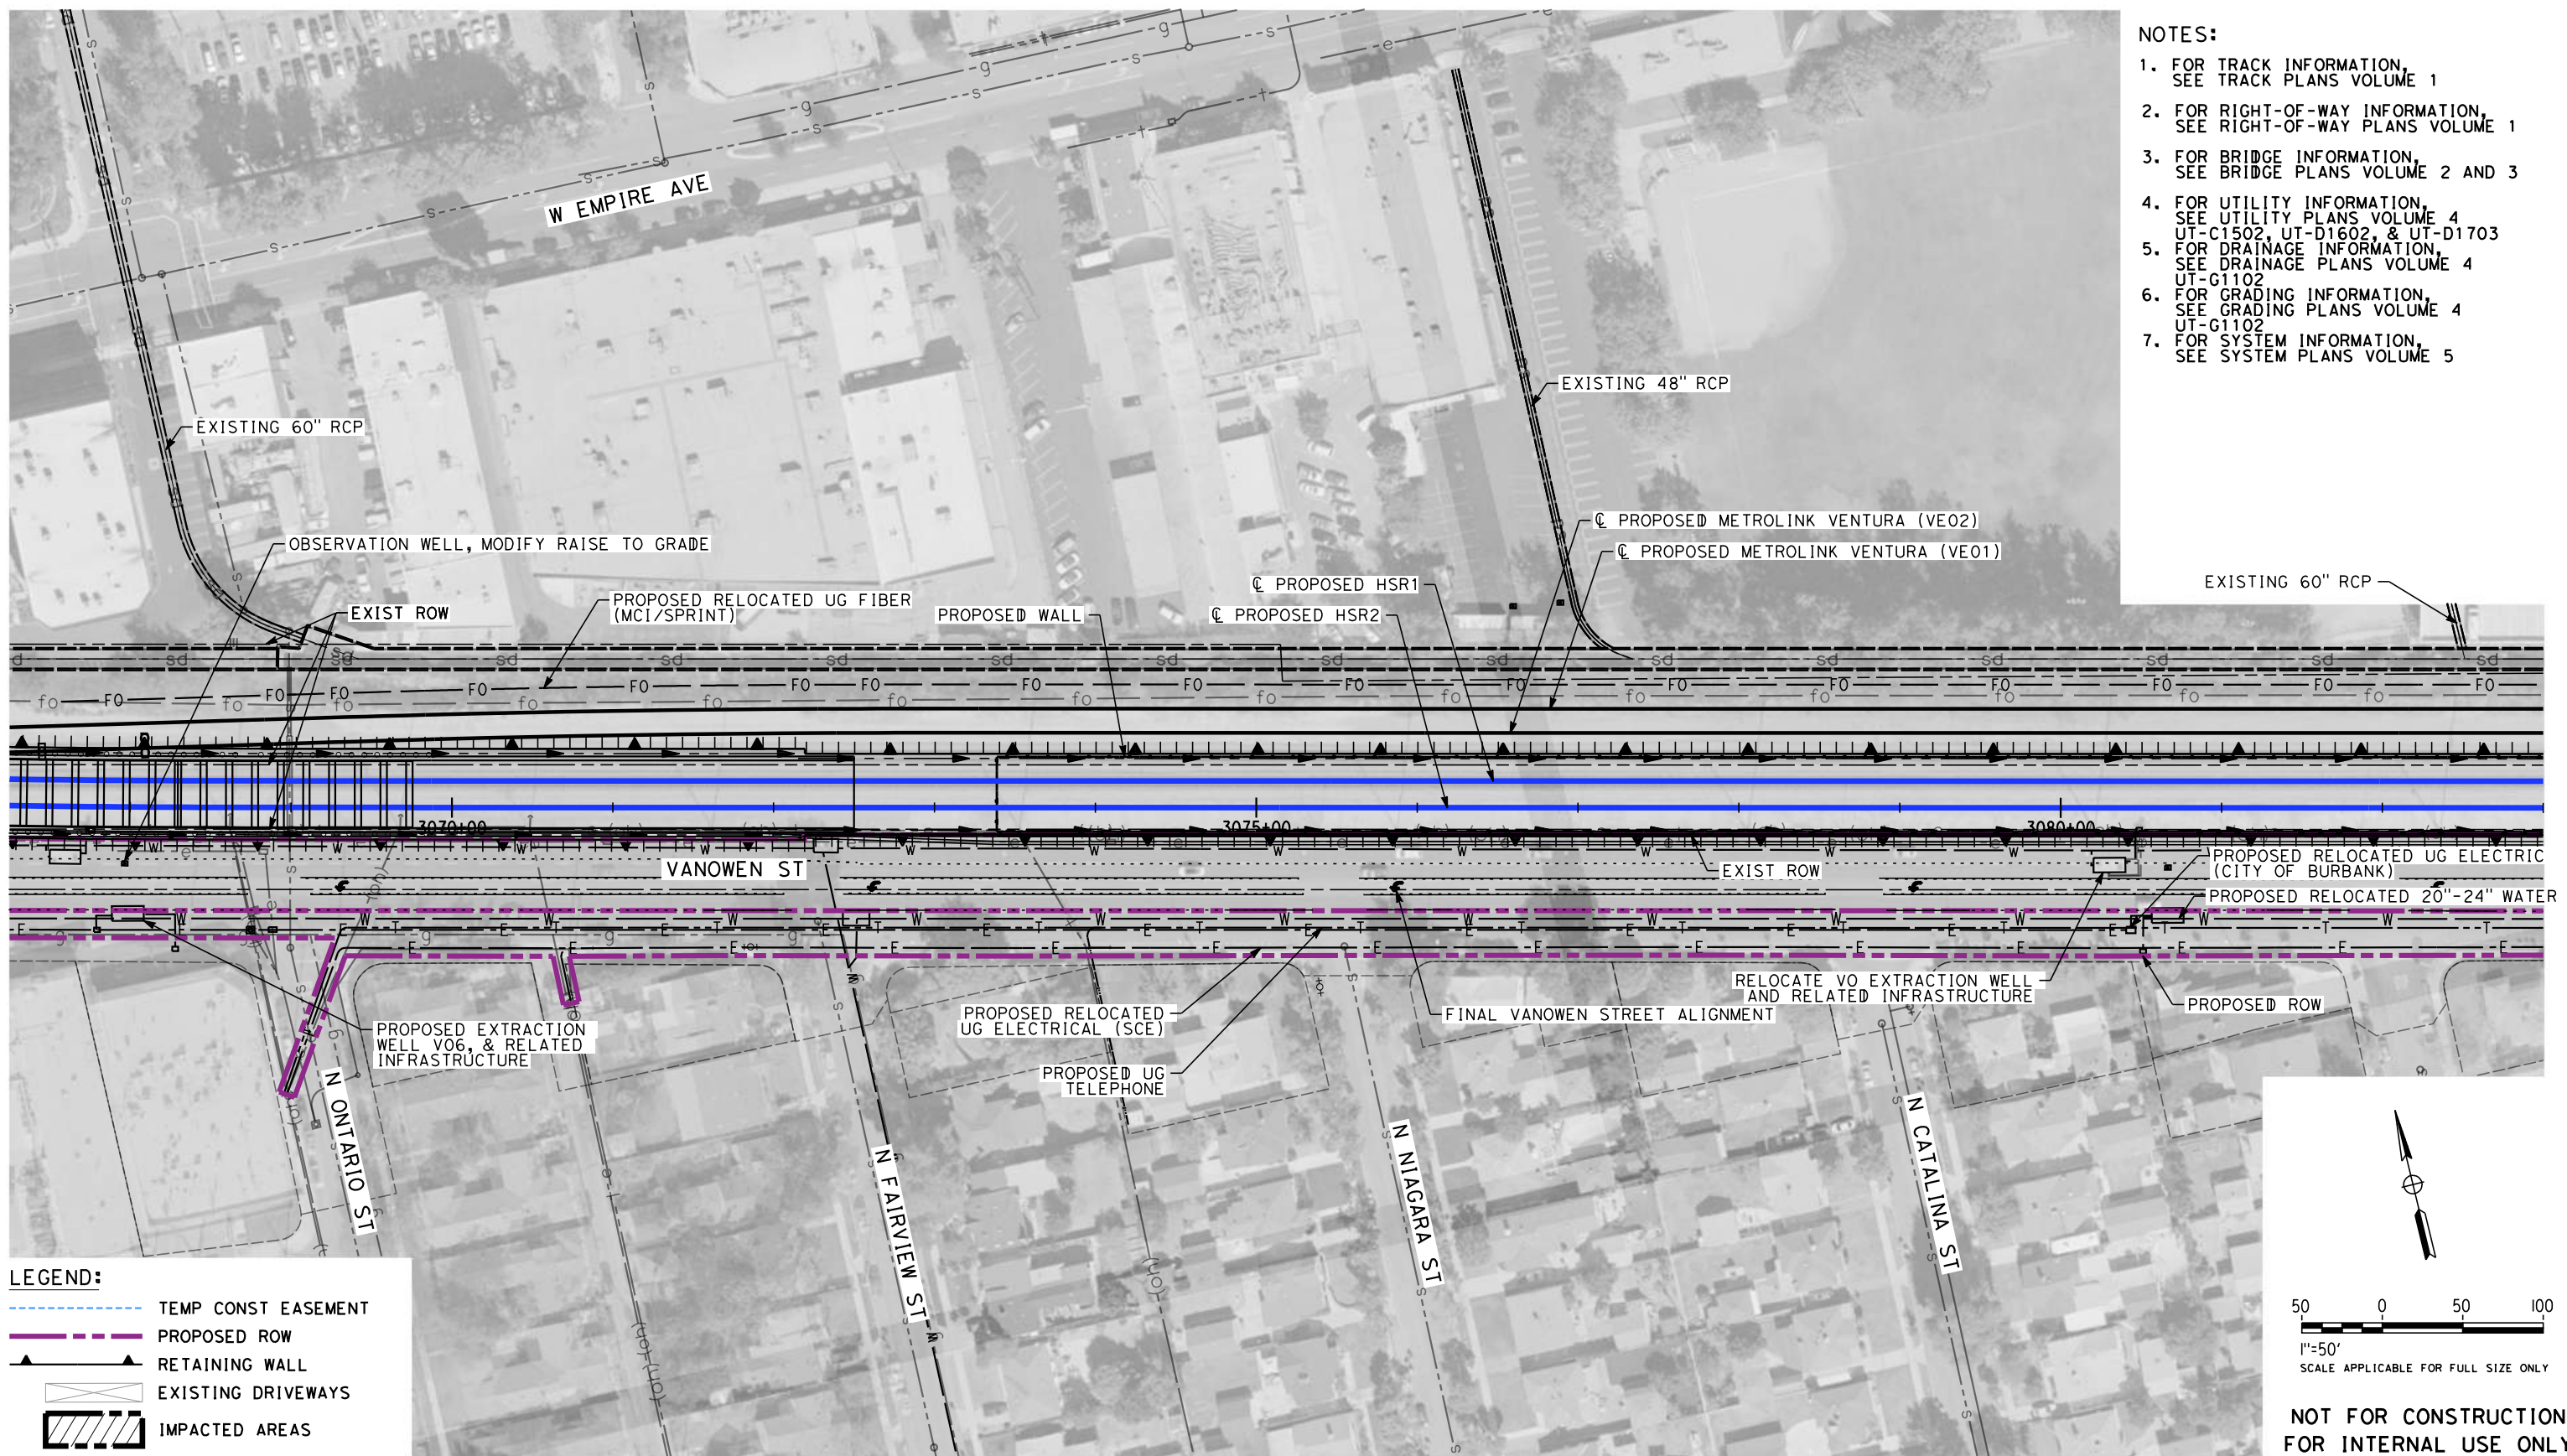 NOTES:
1. FOR TRACK INFORMATION,
SEE TRACK PLANS VOLUME 1
2. FOR RIGHT-OF-WAY INFORMATION,
SEE RIGHT-OF-WAY PLANS VOLUME 1
3. FOR BRIDGE INFORMATION,
SEE BRIDGE PLANS VOLUME 2 AND 3
4. FOR UTILITY INFORMATION,
SEE UTILITY PLANS VOLUME 4
UT-C1502, UT-D1602, & UT-D1703
5. FOR DRAINAGE INFORMATION,
SEE DRAINAGE PLANS VOLUME 4
UT-G1102
6. FOR GRADING INFORMATION,
SEE GRADING PLANS VOLUME 4
UT-G1102
7. FOR SYSTEM INFORMATION,
SEE SYSTEM PLANS VOLUME 5
W EMPIRE AVE
EXISTING 48" RCP
EXISTING 60" RCP
OBSERVATION WELL, MODIFY RAISE TO GRADE
℄ PROPOSED METROLINK VENTURA (VE02)
℄ PROPOSED METROLINK VENTURA (VE01)
℄ PROPOSED HSR1
℄ PROPOSED HSR2
EXISTING 60" RCP
EXIST ROW
PROPOSED RELOCATED UG FIBER
(MCI/SPRINT)
PROPOSED WALL
3070+00
3075+00
3080+00
VANOWEN ST
EXIST ROW
PROPOSED RELOCATED UG ELECTRIC
(CITY OF BURBANK)
PROPOSED RELOCATED 20"-24" WATER
RELOCATE VO EXTRACTION WELL
AND RELATED INFRASTRUCTURE
PROPOSED ROW
PROPOSED RELOCATED
UG ELECTRICAL (SCE)
FINAL VANOWEN STREET ALIGNMENT
PROPOSED EXTRACTION
WELL VO6, & RELATED
INFRASTRUCTURE
PROPOSED UG
TELEPHONE
N ONTARIO ST
N FAIRVIEW ST
N NIAGARA ST
N CATALINA ST
LEGEND:
TEMP CONST EASEMENT
PROPOSED ROW
RETAINING WALL
EXISTING DRIVEWAYS
IMPACTED AREAS
50 0 50 100
1"=50'
SCALE APPLICABLE FOR FULL SIZE ONLY
NOT FOR CONSTRUCTION
FOR INTERNAL USE ONLY